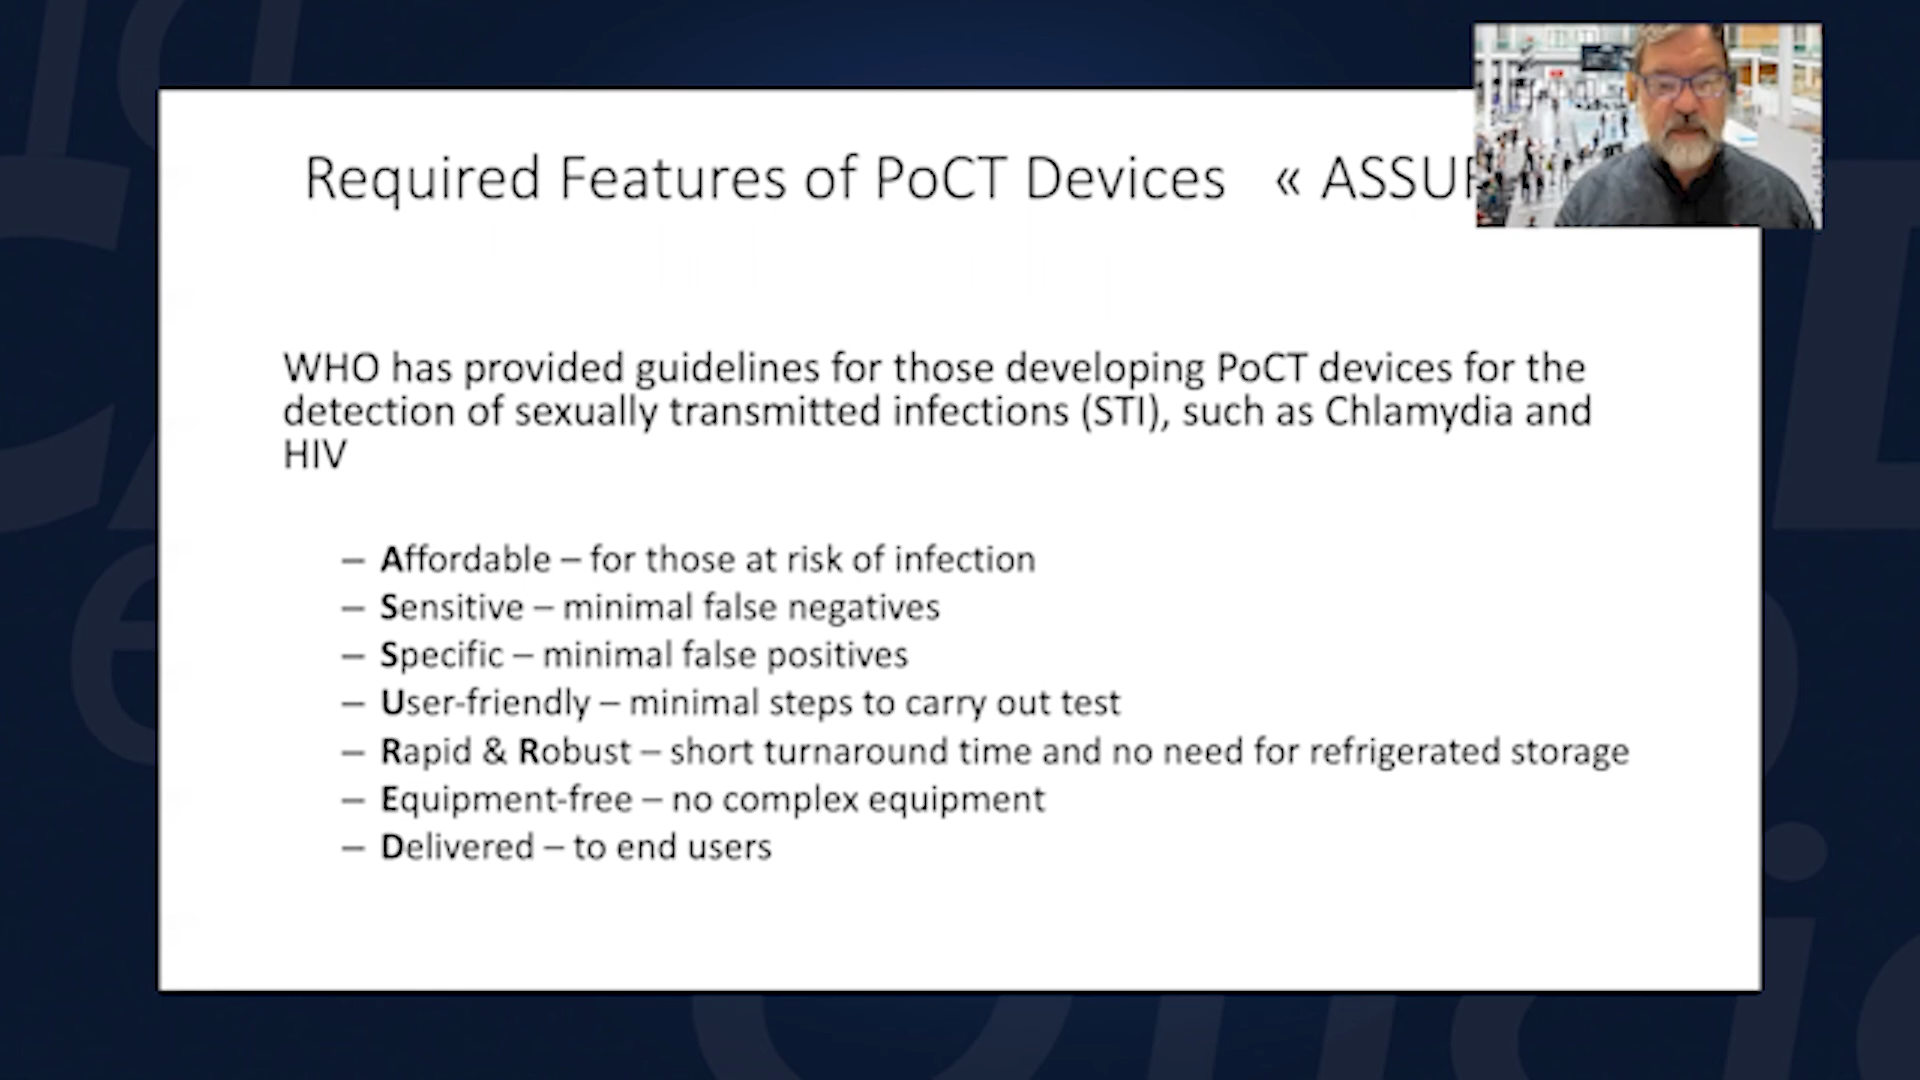 Required Features of PoCT Devices « ASSU
WHO has provided guidelines for those developing PoCT devices for the
detection of sexually transmitted infections (STI), such as Chlamydia and
HIV
– Affordable – for those at risk of infection
– Sensitive – minimal false negatives
– Specific – minimal false positives
– User-friendly – minimal steps to carry out test
– Rapid & Robust – short turnaround time and no need for refrigerated storage
– Equipment-free – no complex equipment
– Delivered – to end users